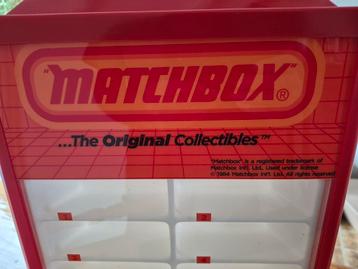 "MATCHBOX"®
...The Original Collectibles™
"Matchbox" is a registered trademark of
Matchbox Int'l. Ltd. Used under license
© 1984 Matchbox Int'l. Ltd. All rights reserved